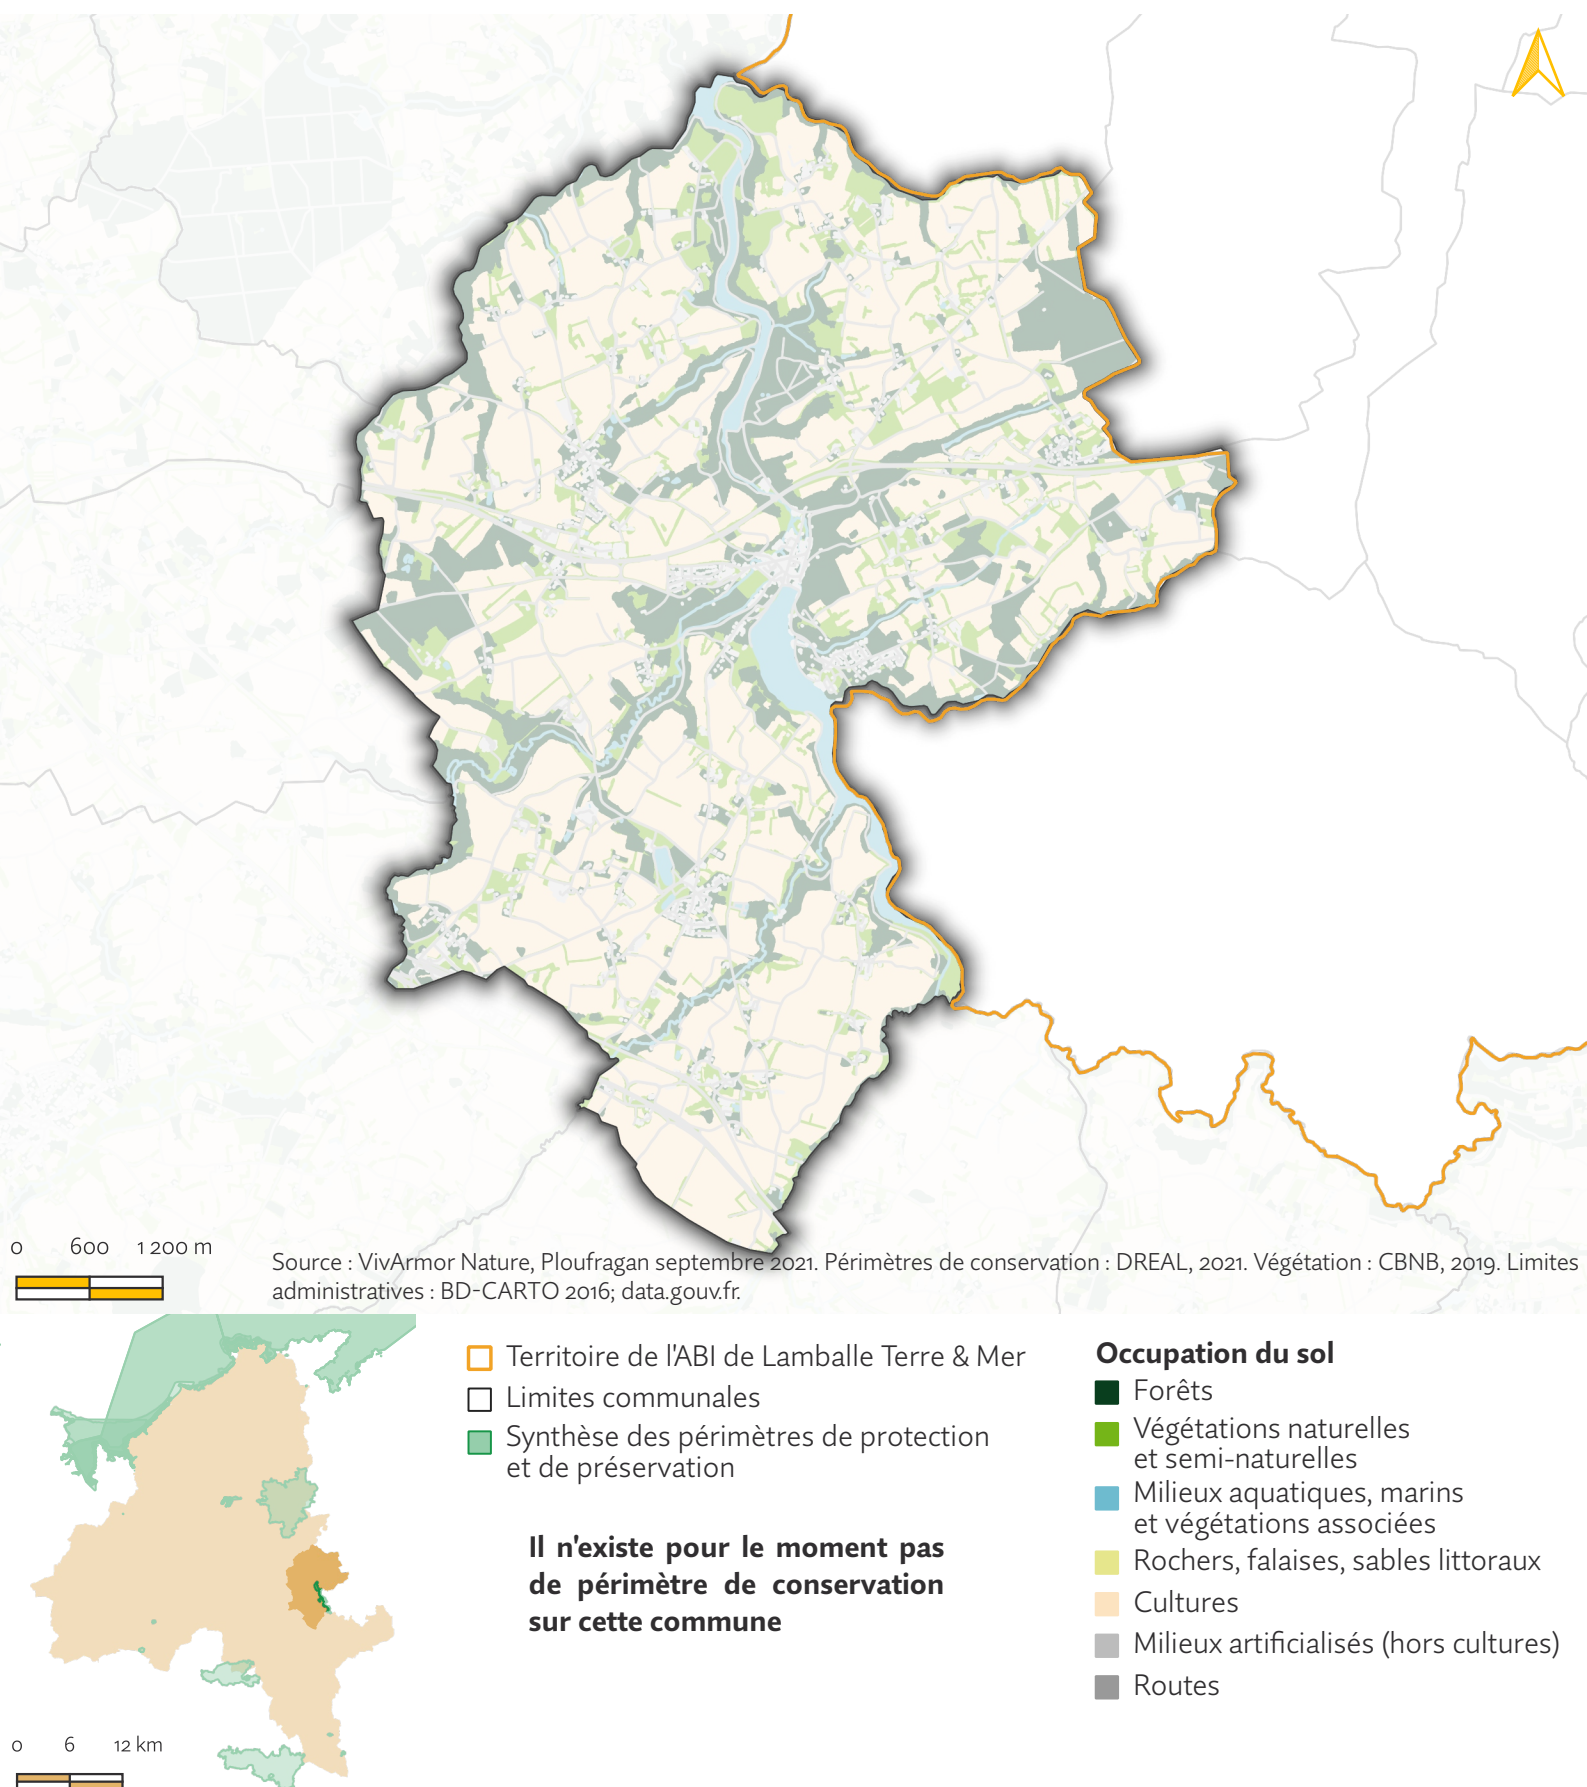 0 600 1 200 m
Source : VivArmor Nature, Ploufragan septembre 2021. Périmètres de conservation : DREAL, 2021. Végétation : CBNB, 2019. Limites
administratives : BD-CARTO 2016; data.gouv.fr.
Territoire de l'ABI de Lamballe Terre & Mer
Limites communales
Synthèse des périmètres de protection
et de préservation
Il n'existe pour le moment pas
de périmètre de conservation
sur cette commune
Occupation du sol
Forêts
Végétations naturelles
et semi-naturelles
Milieux aquatiques, marins
et végétations associées
Rochers, falaises, sables littoraux
Cultures
Milieux artificialisés (hors cultures)
Routes
0 6 12 km